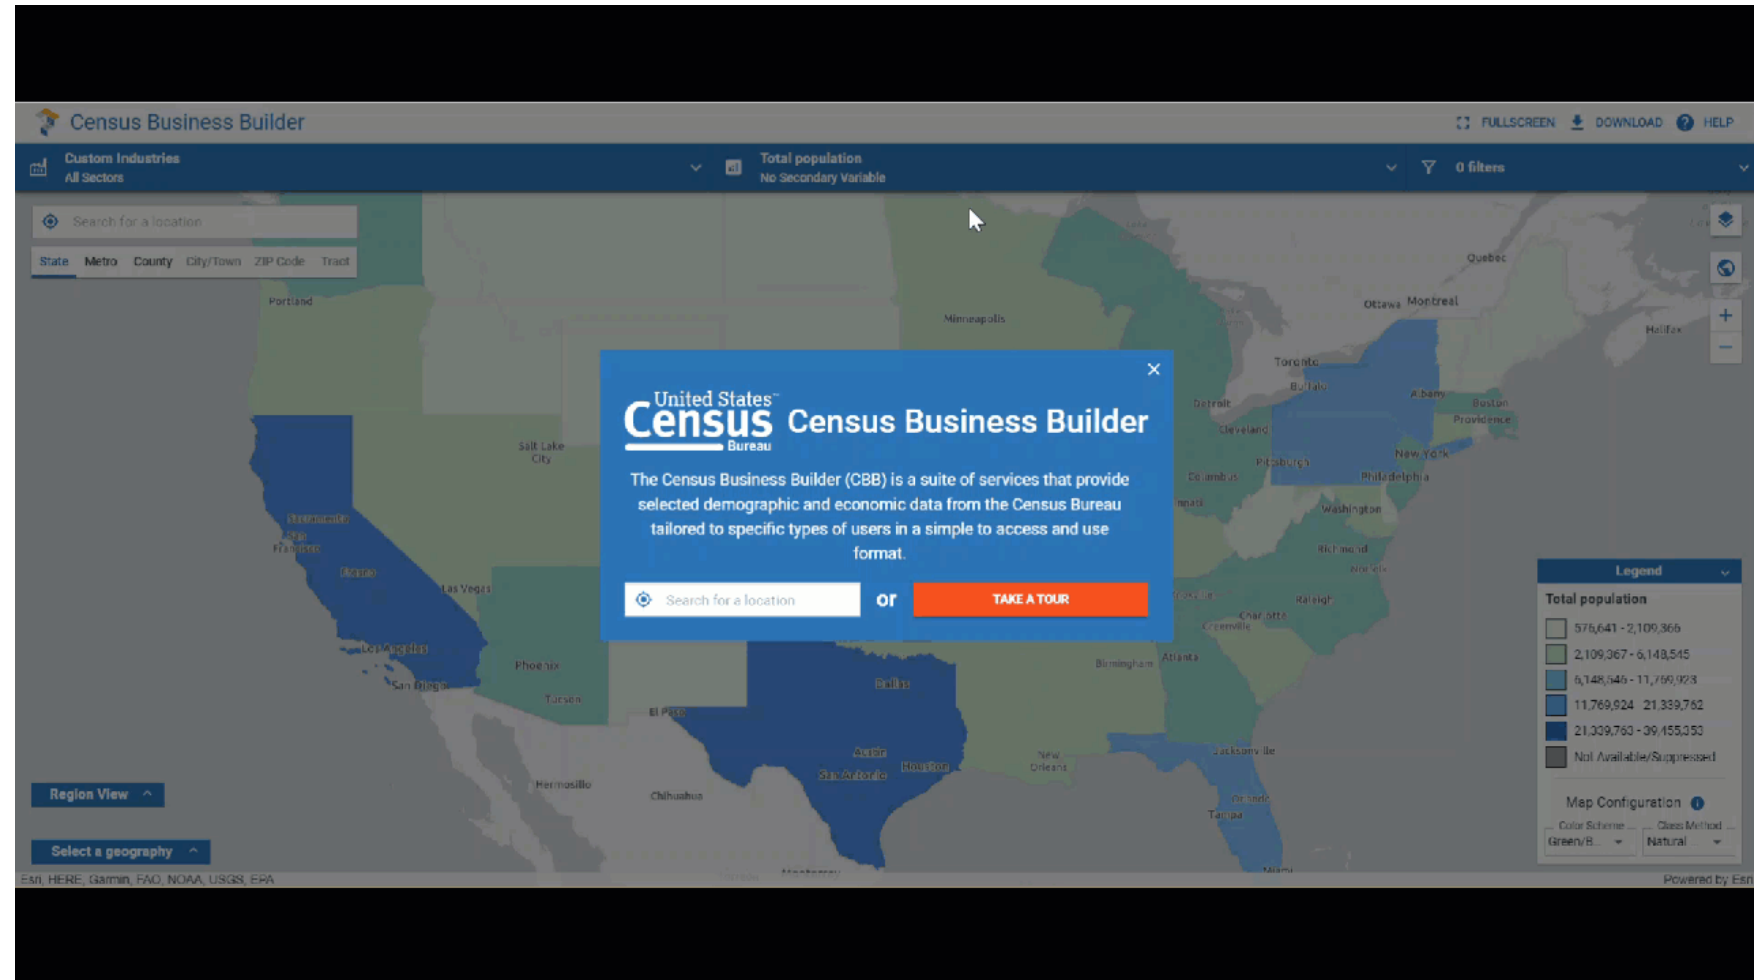 Census Business Builder
FULLSCREEN
DOWNLOAD
HELP
Custom Industries
All Sectors
Total population
No Secondary Variable
0 filters
Search for a location
State Metro County City/Town ZIP Code Tract
Quebec
Portland
Ottawa Montreal
Minneapolis
Halifax
Toronto
Buffalo
Albany
Boston
Detroit
Providence
Cleveland
Salt Lake
City
New York
Pittsburgh
Columbus
Philadelphia
Washington
Sacramento
San
Francisco
Richmond
Norfolk
Fresno
Las Vegas
Raleigh
Charlotte
Greenville
Los Angeles
Phoenix
Birmingham
Atlanta
San Diego
Dallas
Tucson
El Paso
Austin
New
Orleans
Jacksonville
San Antonio
Houston
Hermosillo
Chihuahua
Orlando
Tampa
Miami
Monterrey
×
United States™
Census
Bureau
Census Business Builder
The Census Business Builder (CBB) is a suite of services that provide
selected demographic and economic data from the Census Bureau
tailored to specific types of users in a simple to access and use
format.
Search for a location
or
TAKE A TOUR
Legend
Total population
576,641 - 2,109,366
2,109,367 - 6,148,545
6,148,546 - 11,769,923
11,769,924 - 21,339,762
21,339,763 - 39,455,353
Not Available/Suppressed
Map Configuration
Color Scheme ...
Class Method ...
Green/B...
Natural ...
Region View
Select a geography
Esri, HERE, Garmin, FAO, NOAA, USGS, EPA
Powered by Esri